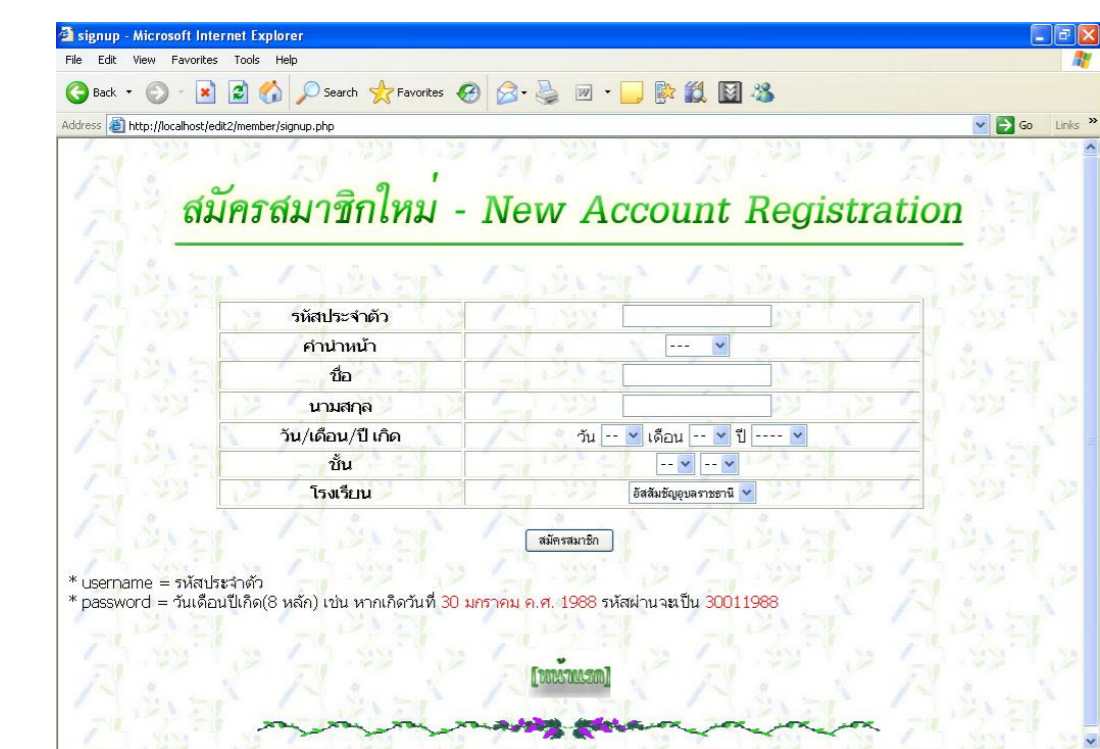 signup - Microsoft Internet Explorer
File Edit View Favorites Tools Help
Back Search Favorites
Address http://localhost/edit2/member/signup.php Go Links »
สมัครสมาชิกใหม่ - New Account Registration
รหัสประจำตัว
คำนำหน้า ---
ชื่อ
นามสกุล
วัน/เดือน/ปี เกิด วัน -- เดือน -- ปี ----
ชั้น -- --
โรงเรียน อัสสัมชัญอุบลราชธานี
สมัครสมาชิก
* username = รหัสประจำตัว
* password = วันเดือนปีเกิด(8 หลัก) เช่น หากเกิดวันที่ 30 มกราคม ค.ศ. 1988 รหัสผ่านจะเป็น 30011988
[หน้าแรก]